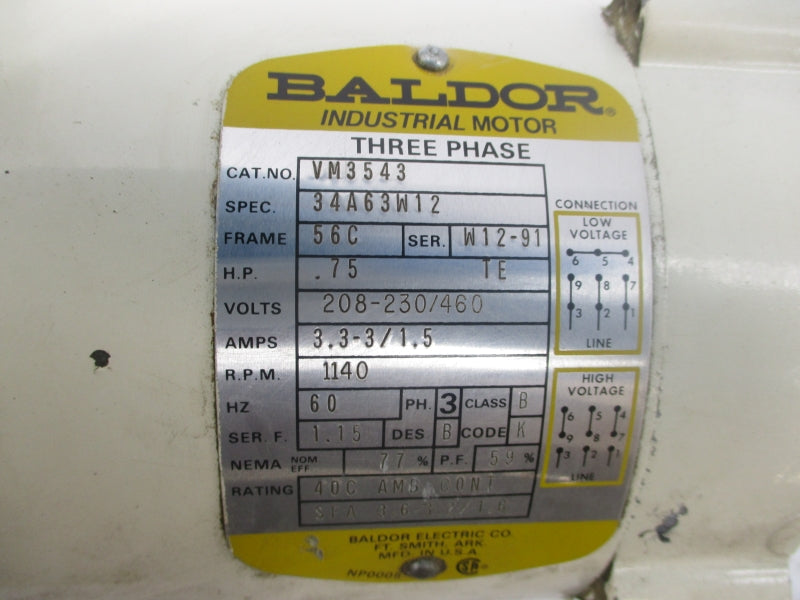 BALDOR®
INDUSTRIAL MOTOR
THREE PHASE
CAT.NO. VM3543
SPEC. 34A63W12
FRAME 56C SER. W12-91
H.P. .75 TE
VOLTS 208-230/460
AMPS 3.3-3/1.5
R.P.M. 1140
HZ 60 PH. 3 CLASS B
SER. F. 1.15 DES B CODE K
NEMA NOM EFF 77 % P.F. 59 %
RATING 40C AMB CONT
SFA
CONNECTION
LOW
VOLTAGE
6 5 4
9 8 7
3 2 1
LINE
HIGH
VOLTAGE
6 5 4
9 8 7
3 2 1
LINE
BALDOR ELECTRIC CO.
FT. SMITH, ARK.
MFD. IN U.S.A.
SA